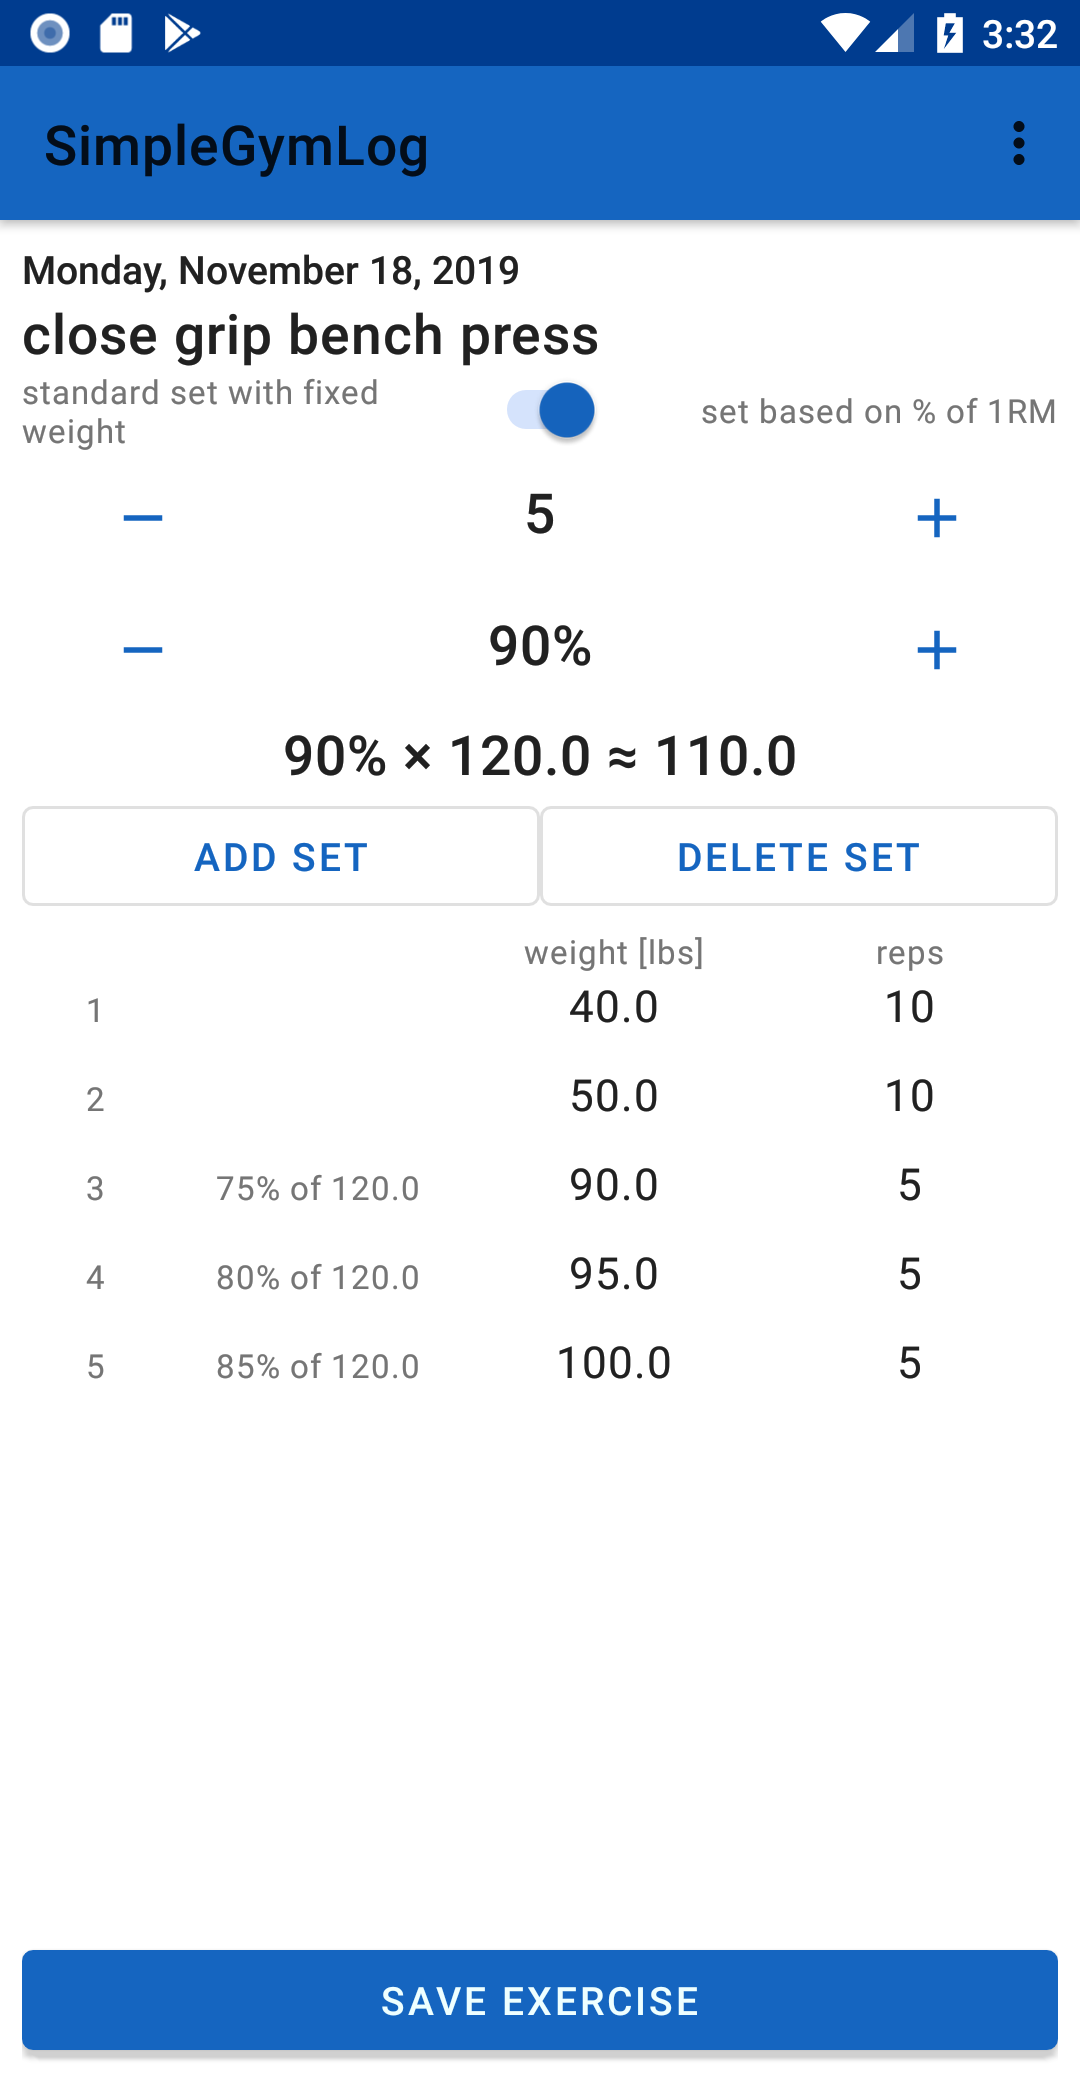 3:32
SimpleGymLog
Monday, November 18, 2019
close grip bench press
standard set with fixed
weight
set based on % of 1RM
5
90%
90% × 120.0 ≈ 110.0
ADD SET DELETE SET
weight [lbs] reps
1 40.0 10
2 50.0 10
3 75% of 120.0 90.0 5
4 80% of 120.0 95.0 5
5 85% of 120.0 100.0 5
SAVE EXERCISE